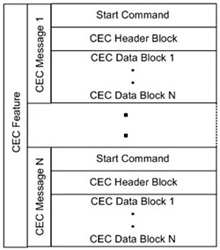 CEC Feature
CEC Message 1
Start Command
CEC Header Block
CEC Data Block 1
CEC Data Block N
CEC Message N
Start Command
CEC Header Block
CEC Data Block 1
CEC Data Block N